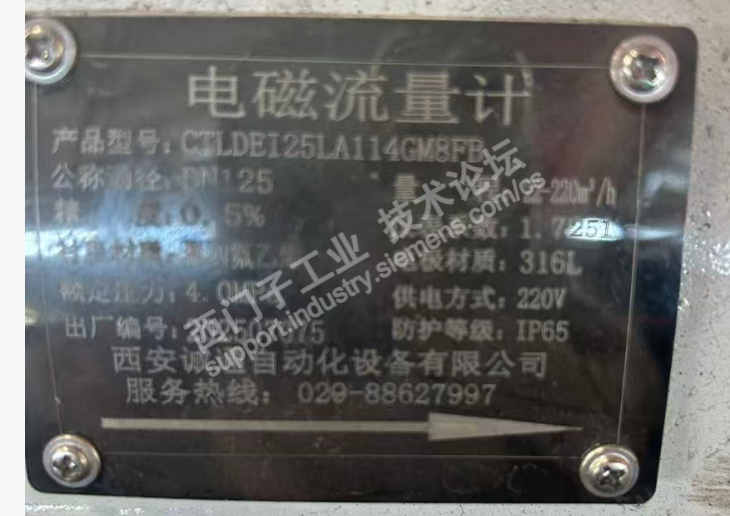 电磁流量计
产品型号：CTLDEI25LA114GM8FB
公称通径：DN125
量 22-220m³/h
精 度：0.5%
数：1.7251
电极材质：316L
额定压力：4.0
供电方式：220V
出厂编号：
防护等级：IP65
西安诚 自动化设备有限公司
服务热线：029-88627997
西门子工业 技术论坛
support.industry.siemens.com/cs